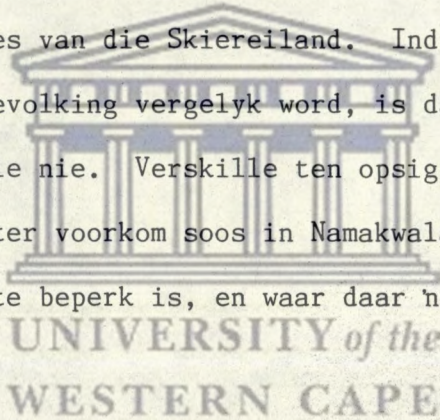 es van die Skiereiland. Ind
evolking vergelyk word, is d
le nie. Verskille ten opsig
ter voorkom soos in Namakwal
te beperk is, en waar daar 'n
UNIVERSITY of the
WESTERN CAPE